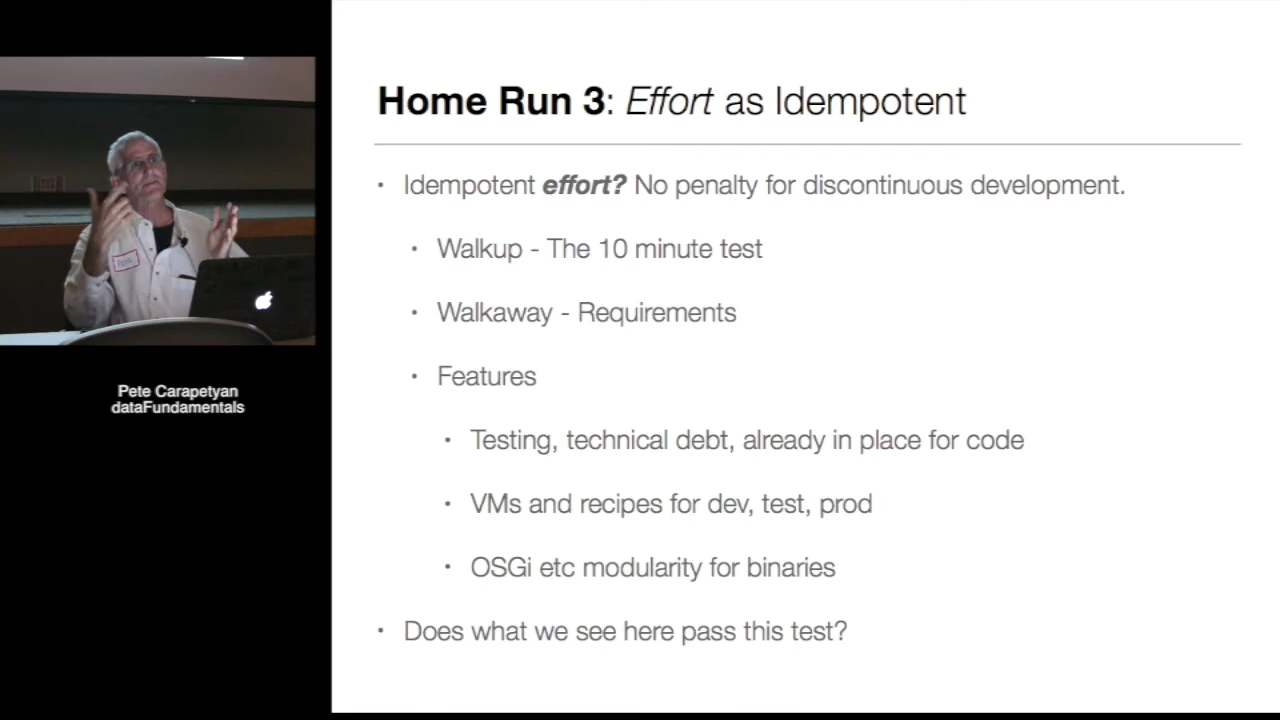 Home Run 3: Effort as Idempotent
• Idempotent effort? No penalty for discontinuous development.
• Walkup - The 10 minute test
• Walkaway - Requirements
• Features
• Testing, technical debt, already in place for code
• VMs and recipes for dev, test, prod
• OSGi etc modularity for binaries
• Does what we see here pass this test?
Pete Carapetyan
dataFundamentals